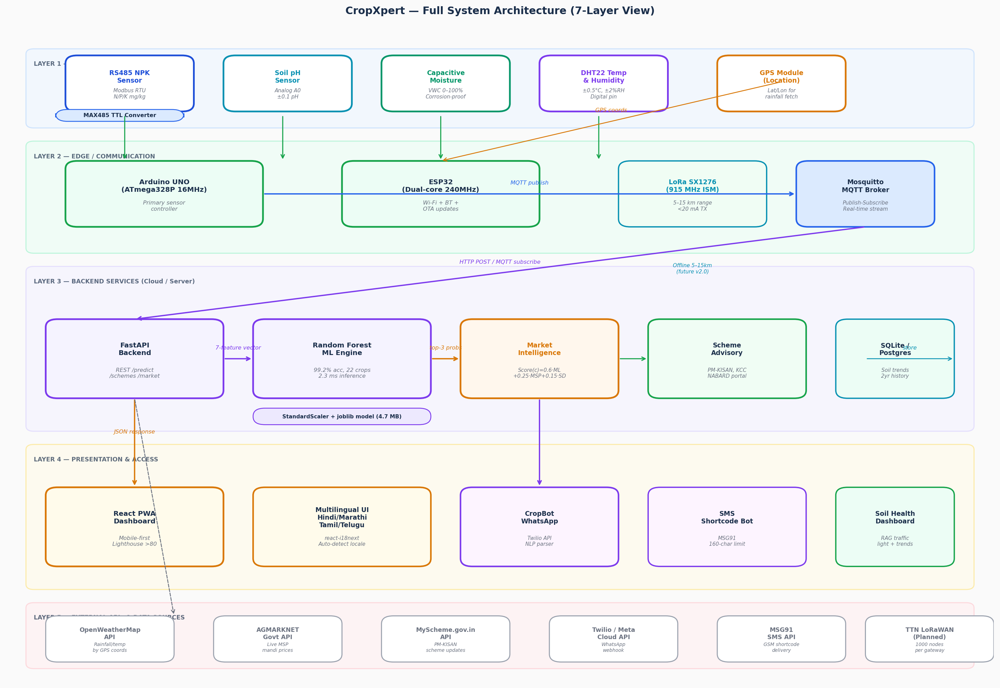 CropXpert — Full System Architecture (7-Layer View)
LAYER 1
RS485 NPK
Sensor
Modbus RTU
N/P/K mg/kg
MAX485 TTL Converter
Soil pH
Sensor
Analog A0
±0.1 pH
Capacitive
Moisture
VWC 0–100%
Corrosion-proof
DHT22 Temp
& Humidity
±0.5°C, ±2%RH
Digital pin
GPS Module
(Location)
Lat/Lon for
rainfall fetch
GPS coords
LAYER 2 — EDGE / COMMUNICATION
Arduino UNO
(ATmega328P 16MHz)
Primary sensor
controller
ESP32
(Dual-core 240MHz)
Wi-Fi + BT +
OTA updates
MQTT publish
LoRa SX1276
(915 MHz ISM)
5–15 km range
<20 mA TX
Mosquitto
MQTT Broker
Publish-Subscribe
Real-time stream
HTTP POST / MQTT subscribe
Offline 5–15km
(future v2.0)
LAYER 3 — BACKEND SERVICES (Cloud / Server)
FastAPI
Backend
REST /predict
/schemes /market
7-feature vector
Random Forest
ML Engine
99.2% acc, 22 crops
2.3 ms inference
StandardScaler + joblib model (4.7 MB)
top-3 probs
Market
Intelligence
Score(c)=0.6·ML
+0.25·MSP+0.15·SD
Scheme
Advisory
PM-KISAN, KCC
NABARD portal
SQLite /
Postgres
store
Soil trends
2yr history
JSON response
LAYER 4 — PRESENTATION & ACCESS
React PWA
Dashboard
Mobile-first
Lighthouse >80
Multilingual UI
Hindi/Marathi
Tamil/Telugu
react-i18next
Auto-detect locale
CropBot
WhatsApp
Twilio API
NLP parser
SMS
Shortcode Bot
MSG91
160-char limit
Soil Health
Dashboard
RAG traffic
light + trends
OpenWeatherMap
API
Rainfall/temp
by GPS coords
AGMARKNET
Govt API
Live MSP
mandi prices
MyScheme.gov.in
API
PM-KISAN
scheme updates
Twilio / Meta
Cloud API
WhatsApp
webhook
MSG91
SMS API
GSM shortcode
delivery
TTN LoRaWAN
(Planned)
1000 nodes
per gateway